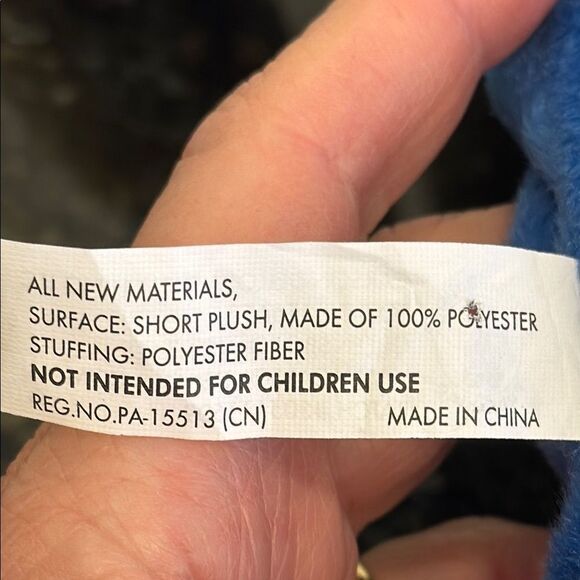 ALL NEW MATERIALS,
SURFACE: SHORT PLUSH, MADE OF 100% POLYESTER
STUFFING: POLYESTER FIBER
NOT INTENDED FOR CHILDREN USE
REG.NO.PA-15513 (CN) MADE IN CHINA